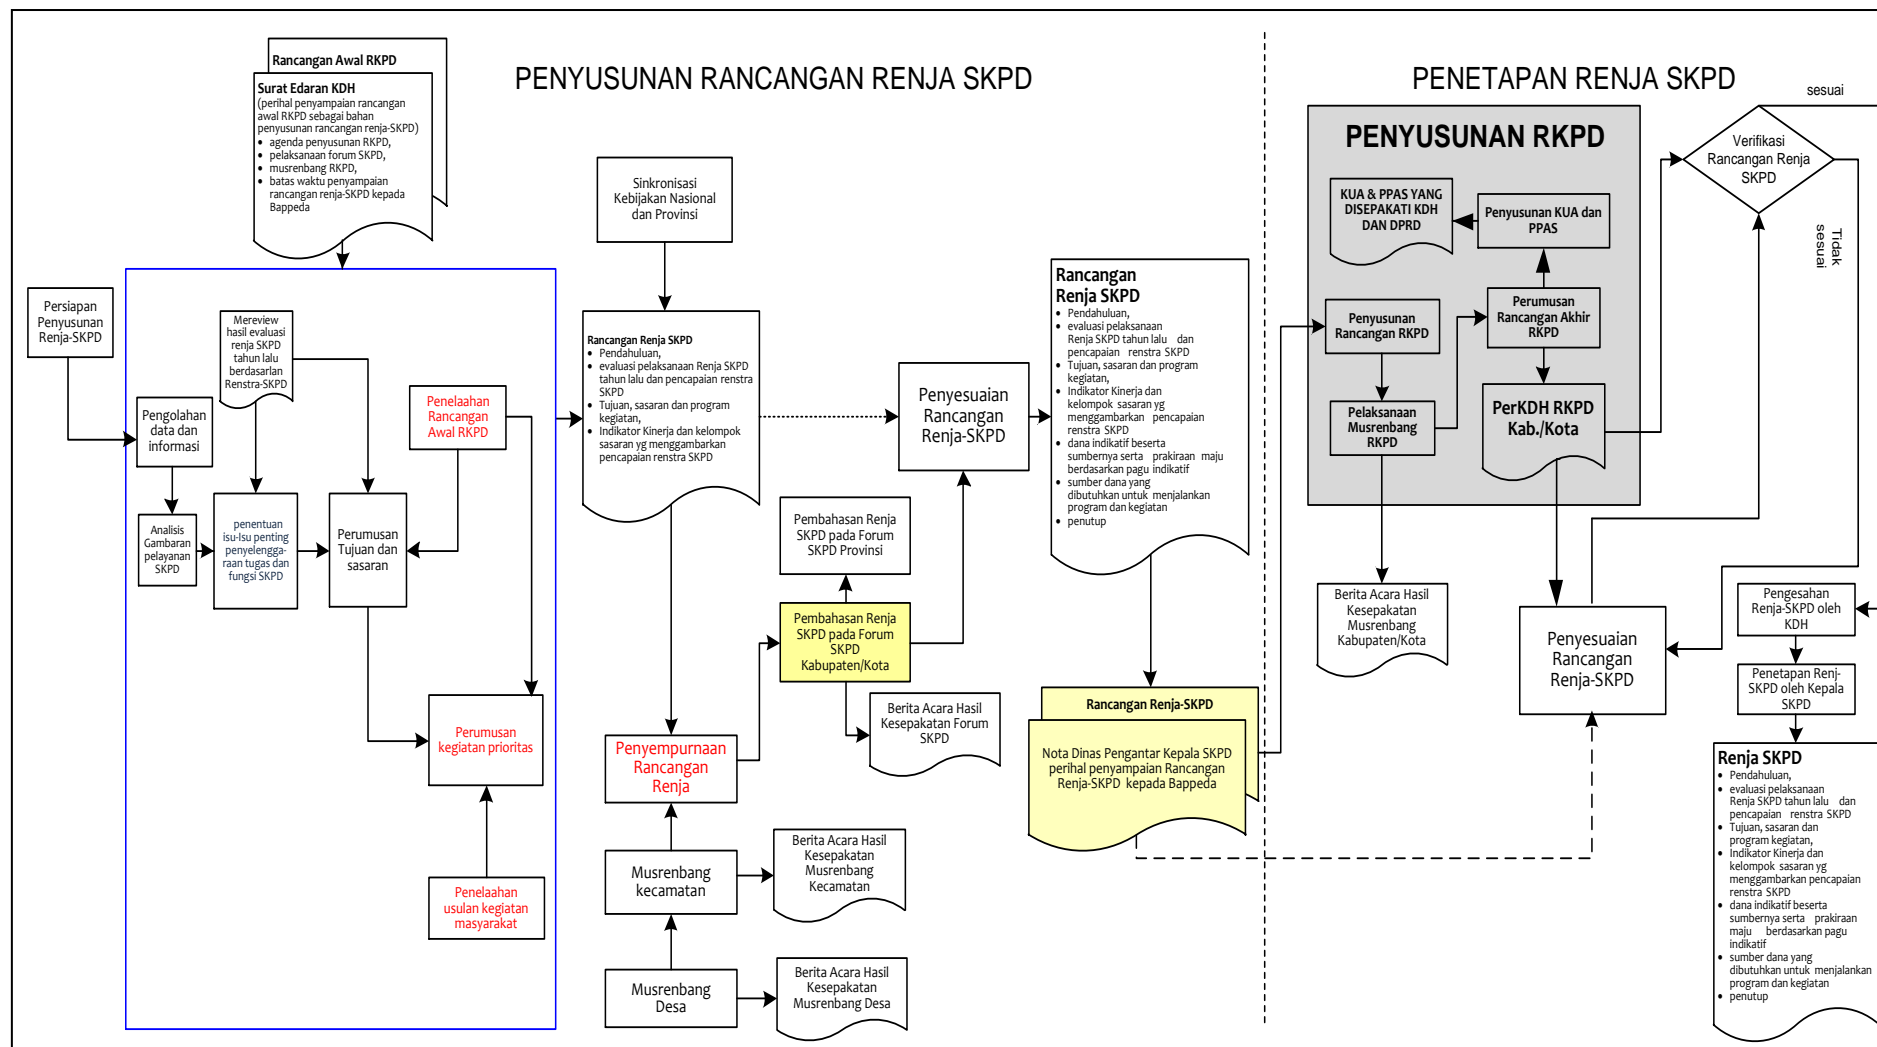 PENYUSUNAN RANCANGAN RENJA SKPD
PENETAPAN RENJA SKPD
Rancangan Awal RKPD
Surat Edaran KDH
(perihal penyampaian rancangan
awal RKPD sebagai bahan
penyusunan rancangan renja-SKPD)
• agenda penyusunan RKPD,
• pelaksanaan forum SKPD,
• musrenbang RKPD,
• batas waktu penyampaian
rancangan renja-SKPD kepada
Bappeda
Persiapan
Penyusunan
Renja-SKPD
Mereview
hasil evaluasi
renja SKPD
tahun lalu
berdasarlan
Renstra-SKPD
Pengolahan
data dan
informasi
Penelaahan
Rancangan
Awal RKPD
Analisis
Gambaran
pelayanan
SKPD
penentuan
isu-Isu penting
penyelengga-
raan tugas dan
fungsi SKPD
Perumusan
Tujuan dan
sasaran
Perumusan
kegiatan prioritas
Penelaahan
usulan kegiatan
masyarakat
Sinkronisasi
Kebijakan Nasional
dan Provinsi
Rancangan Renja SKPD
• Pendahuluan,
• evaluasi pelaksanaan Renja SKPD
tahun lalu dan pencapaian renstra
SKPD
• Tujuan, sasaran dan program
kegiatan,
• Indikator Kinerja dan kelompok
sasaran yg menggambarkan
pencapaian renstra SKPD
Penyesuaian
Rancangan
Renja-SKPD
Pembahasan Renja
SKPD pada Forum
SKPD Provinsi
Pembahasan Renja
SKPD pada Forum
SKPD
Kabupaten/Kota
Berita Acara Hasil
Kesepakatan Forum
SKPD
Penyempurnaan
Rancangan
Renja
Musrenbang
kecamatan
Berita Acara Hasil
Kesepakatan
Musrenbang
Kecamatan
Musrenbang
Desa
Berita Acara Hasil
Kesepakatan
Musrenbang Desa
Rancangan
Renja SKPD
• Pendahuluan,
• evaluasi pelaksanaan
Renja SKPD tahun lalu dan
pencapaian renstra SKPD
• Tujuan, sasaran dan program
kegiatan,
• Indikator Kinerja dan
kelompok sasaran yg
menggambarkan pencapaian
renstra SKPD
• dana indikatif beserta
sumbernya serta prakiraan maju
berdasarkan pagu indikatif
• sumber dana yang
dibutuhkan untuk menjalankan
program dan kegiatan
• penutup
Rancangan Renja-SKPD
Nota Dinas Pengantar Kepala SKPD
perihal penyampaian Rancangan
Renja-SKPD kepada Bappeda
PENYUSUNAN RKPD
KUA & PPAS YANG
DISEPAKATI KDH
DAN DPRD
Penyusunan KUA dan
PPAS
Penyusunan
Rancangan RKPD
Perumusan
Rancangan Akhir
RKPD
Pelaksanaan
Musrenbang
RKPD
PerKDH RKPD
Kab./Kota
Berita Acara Hasil
Kesepakatan
Musrenbang
Kabupaten/Kota
Penyesuaian
Rancangan
Renja-SKPD
sesuai
Verifikasi
Rancangan Renja
SKPD
Tidak
sesuai
Pengesahan
Renja-SKPD oleh
KDH
Penetapan Renj-
SKPD oleh Kepala
SKPD
Renja SKPD
• Pendahuluan,
• evaluasi pelaksanaan
Renja SKPD tahun lalu dan
pencapaian renstra SKPD
• Tujuan, sasaran dan
program kegiatan,
• Indikator Kinerja dan
kelompok sasaran yg
menggambarkan pencapaian
renstra SKPD
• dana indikatif beserta
sumbernya serta prakiraan
maju berdasarkan pagu
indikatif
• sumber dana yang
dibutuhkan untuk menjalankan
program dan kegiatan
• penutup